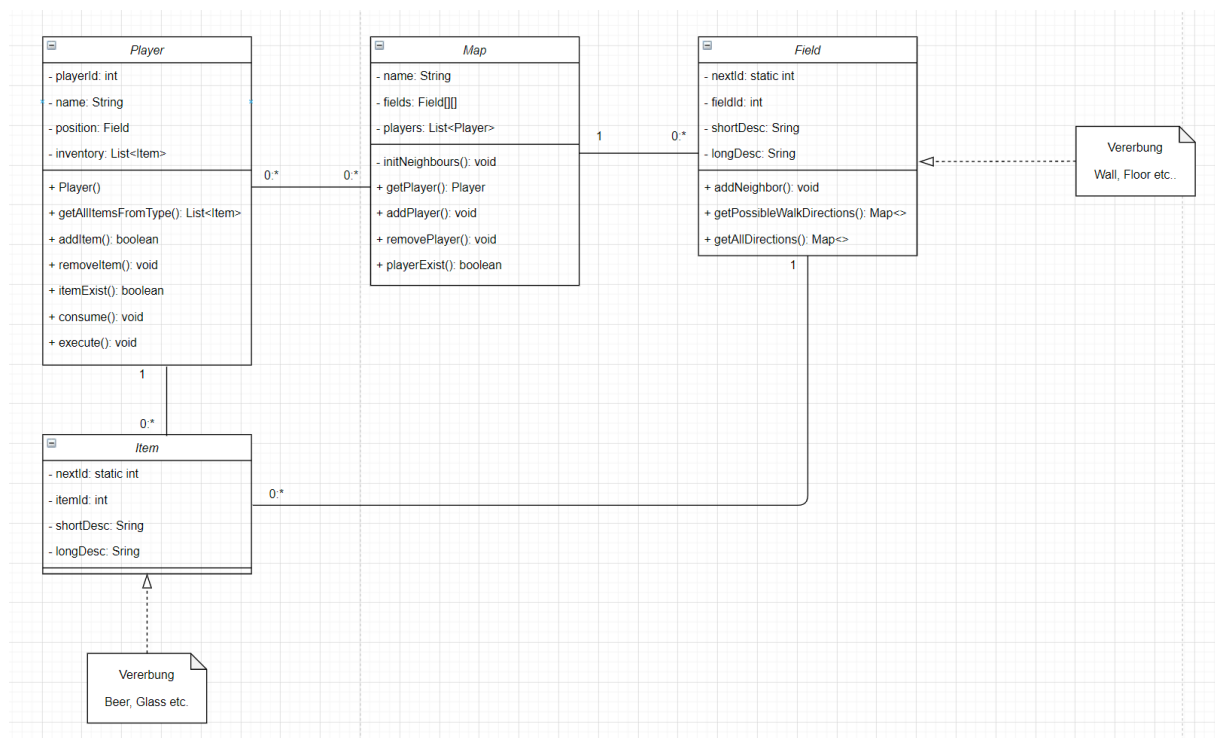 Player
- playerId: int
- name: String
- position: Field
- inventory: List<Item>
+ Player()
+ getAllItemsFromType(): List<Item>
+ addItem(): boolean
+ removeItem(): void
+ itemExist(): boolean
+ consume(): void
+ execute(): void
0:*
0:*
Map
- name: String
- fields: Field[][]
- players: List<Player>
- initNeighbours(): void
+ getPlayer(): Player
+ addPlayer(): void
+ removePlayer(): void
+ playerExist(): boolean
1
0:*
Field
- nextId: static int
- fieldId: int
- shortDesc: Sring
- longDesc: Sring
+ addNeighbor(): void
+ getPossibleWalkDirections(): Map<>
+ getAllDirections(): Map<>
1
Vererbung
Wall, Floor etc..
1
0:*
Item
- nextId: static int
- itemId: int
- shortDesc: Sring
- longDesc: Sring
0:*
Vererbung
Beer, Glass etc.